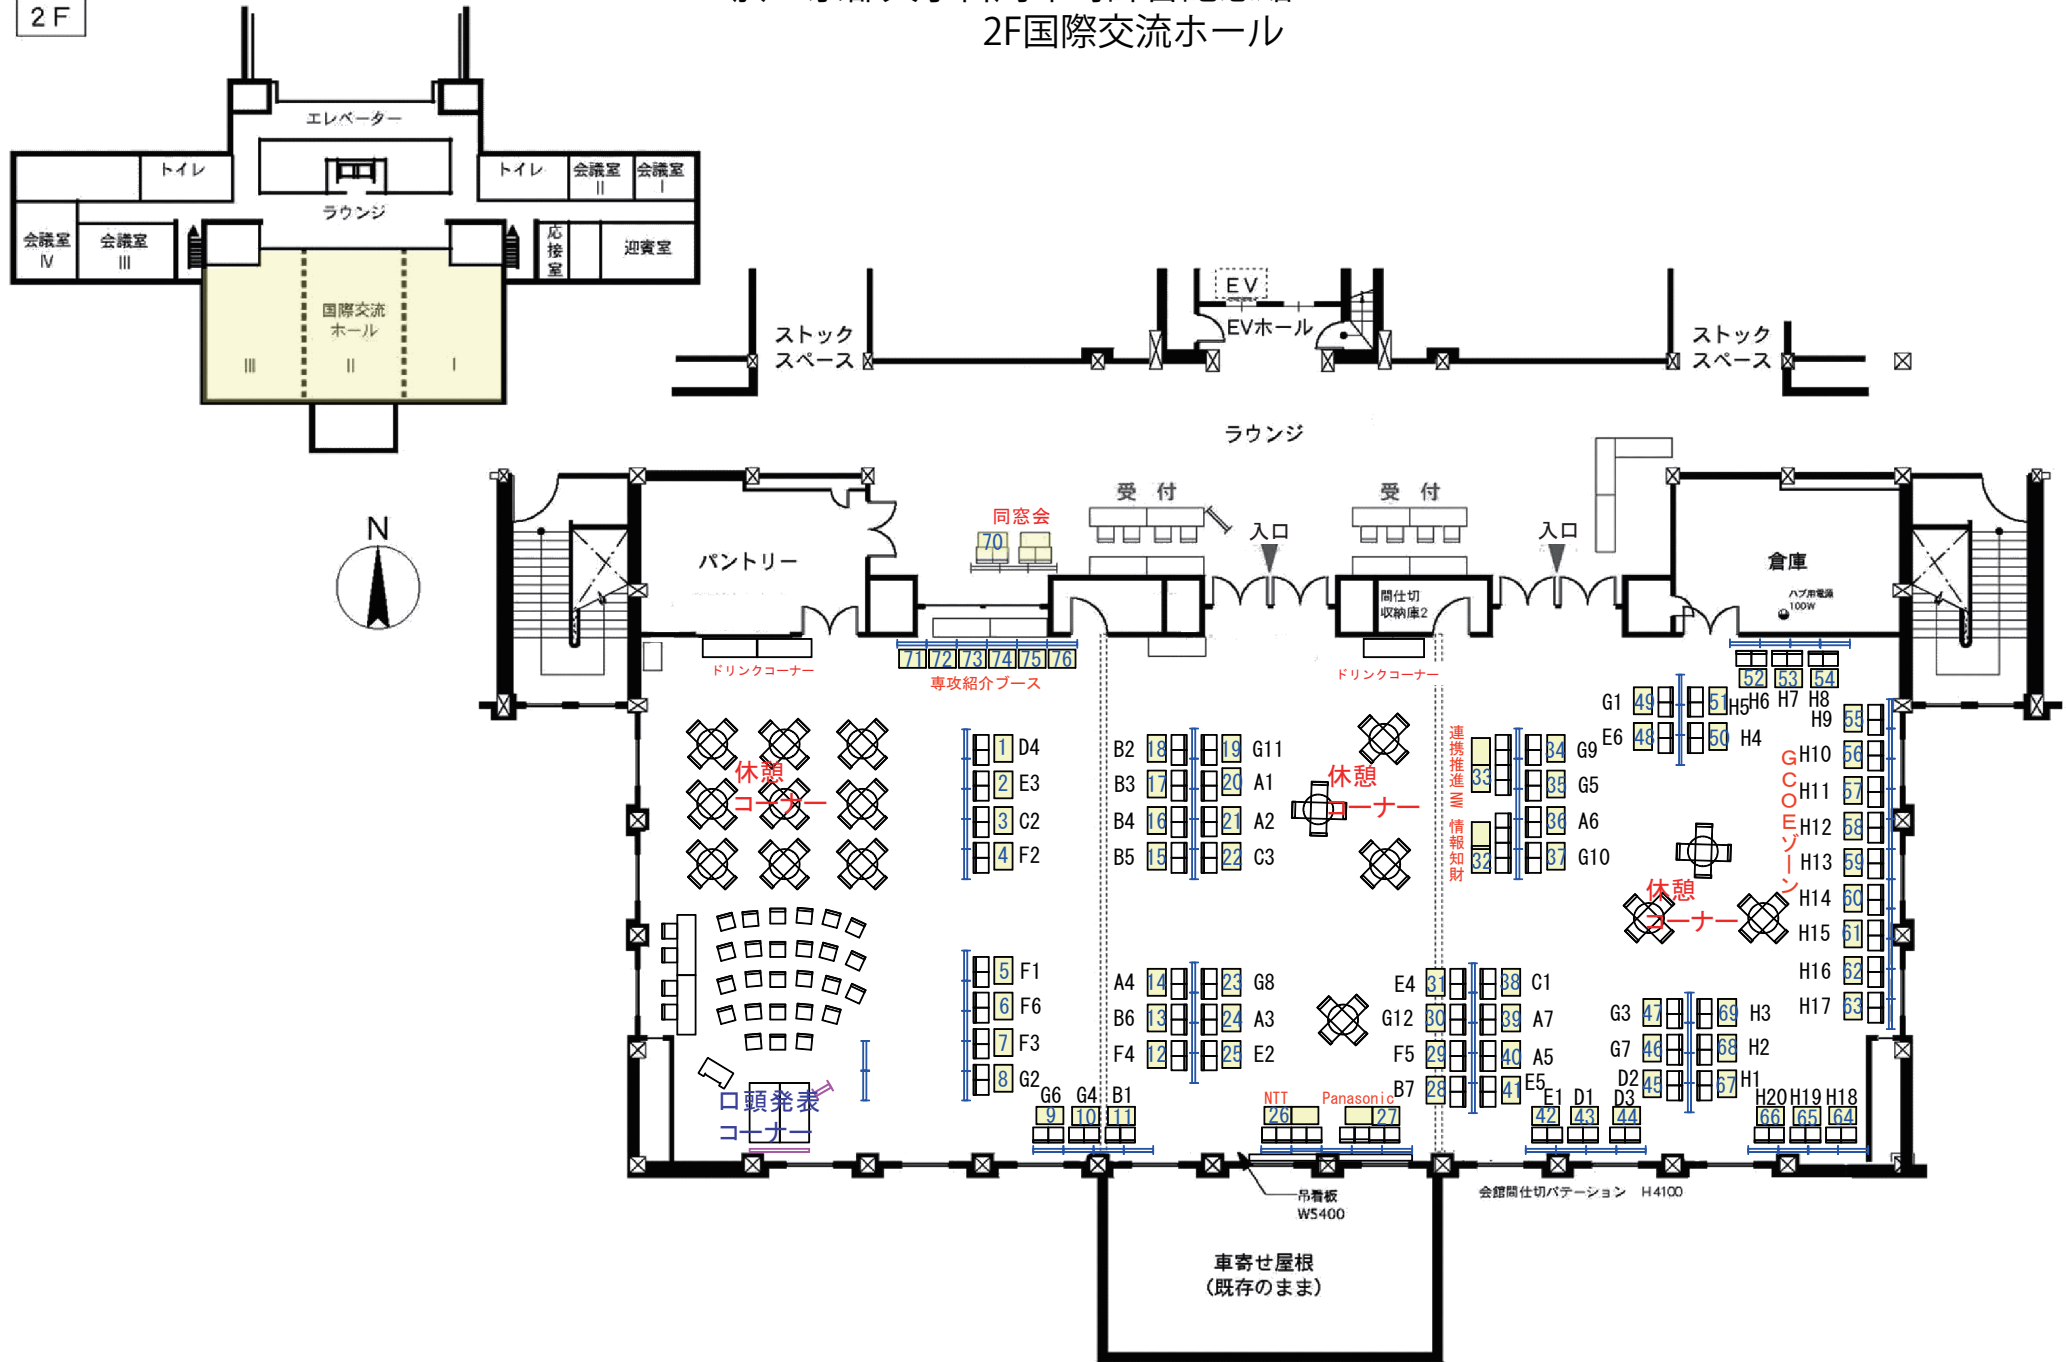 2F
2F国際交流ホール
エレベーター
トイレ
トイレ
会議室
II
会議室
I
ラウンジ
会議室
IV
会議室
III
応接室
迎賓室
国際交流
ホール
III
II
I
ストック
スペース
EV
EVホール
ストック
スペース
ラウンジ
N
パントリー
同窓会
70
受 付
入口
受 付
入口
倉庫
ハブ用電源
100W
間仕切
収納庫2
ドリンクコーナー
71 72 73 74 75 76
専攻紹介ブース
ドリンクコーナー
休憩
コーナー
1 D4
2 E3
3 C2
4 F2
5 F1
6 F6
7 F3
8 G2
口頭発表
コーナー
G6 G4 B1
9 10 11
B2 18 19 G11
B3 17 20 A1
B4 16 21 A2
B5 15 22 C3
A4 14 23 G8
B6 13 24 A3
F4 12 25 E2
休憩
コーナー
NTT
26
Panasonic
27
連携推進
33
情報知財
32
34 G9
35 G5
36 A6
37 G10
E4 31 38 C1
G12 30 39 A7
F5 29 40 A5
B7 28 41 E5
E1 D1 D3
42 43 44
G1 49 51 H5
E6 48 50 H4
52 53 54
H6 H7 H8
H9 55
H10 56
H11 57
H12 58
H13 59
H14 60
H15 61
H16 62
H17 63
GCOEゾーン
休憩
コーナー
G3 47 69 H3
G7 46 68 H2
D2 45 67 H1
H20 H19 H18
66 65 64
吊看板
W5400
会館間仕切パテーション H4100
車寄せ屋根
(既存のまま)